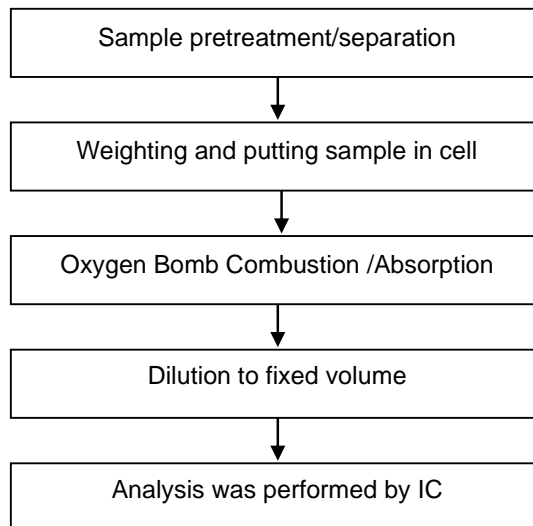 Sample pretreatment/separation
Weighting and putting sample in cell
Oxygen Bomb Combustion /Absorption
Dilution to fixed volume
Analysis was performed by IC